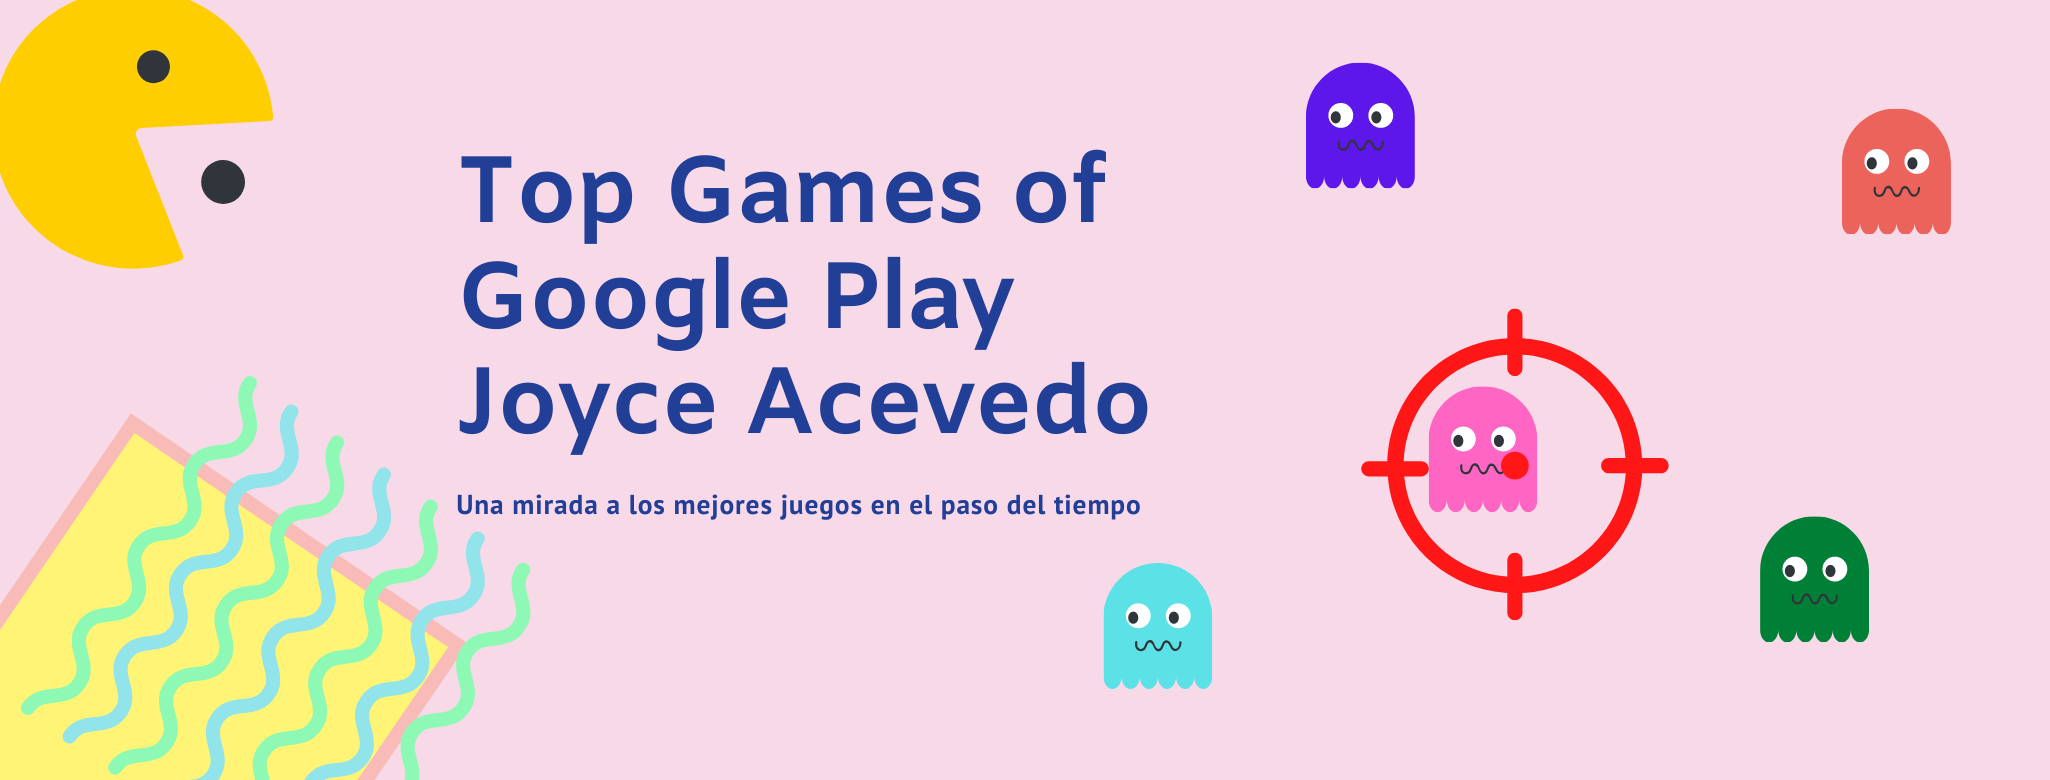 Top Games of
Google Play
Joyce Acevedo
Una mirada a los mejores juegos en el paso del tiempo